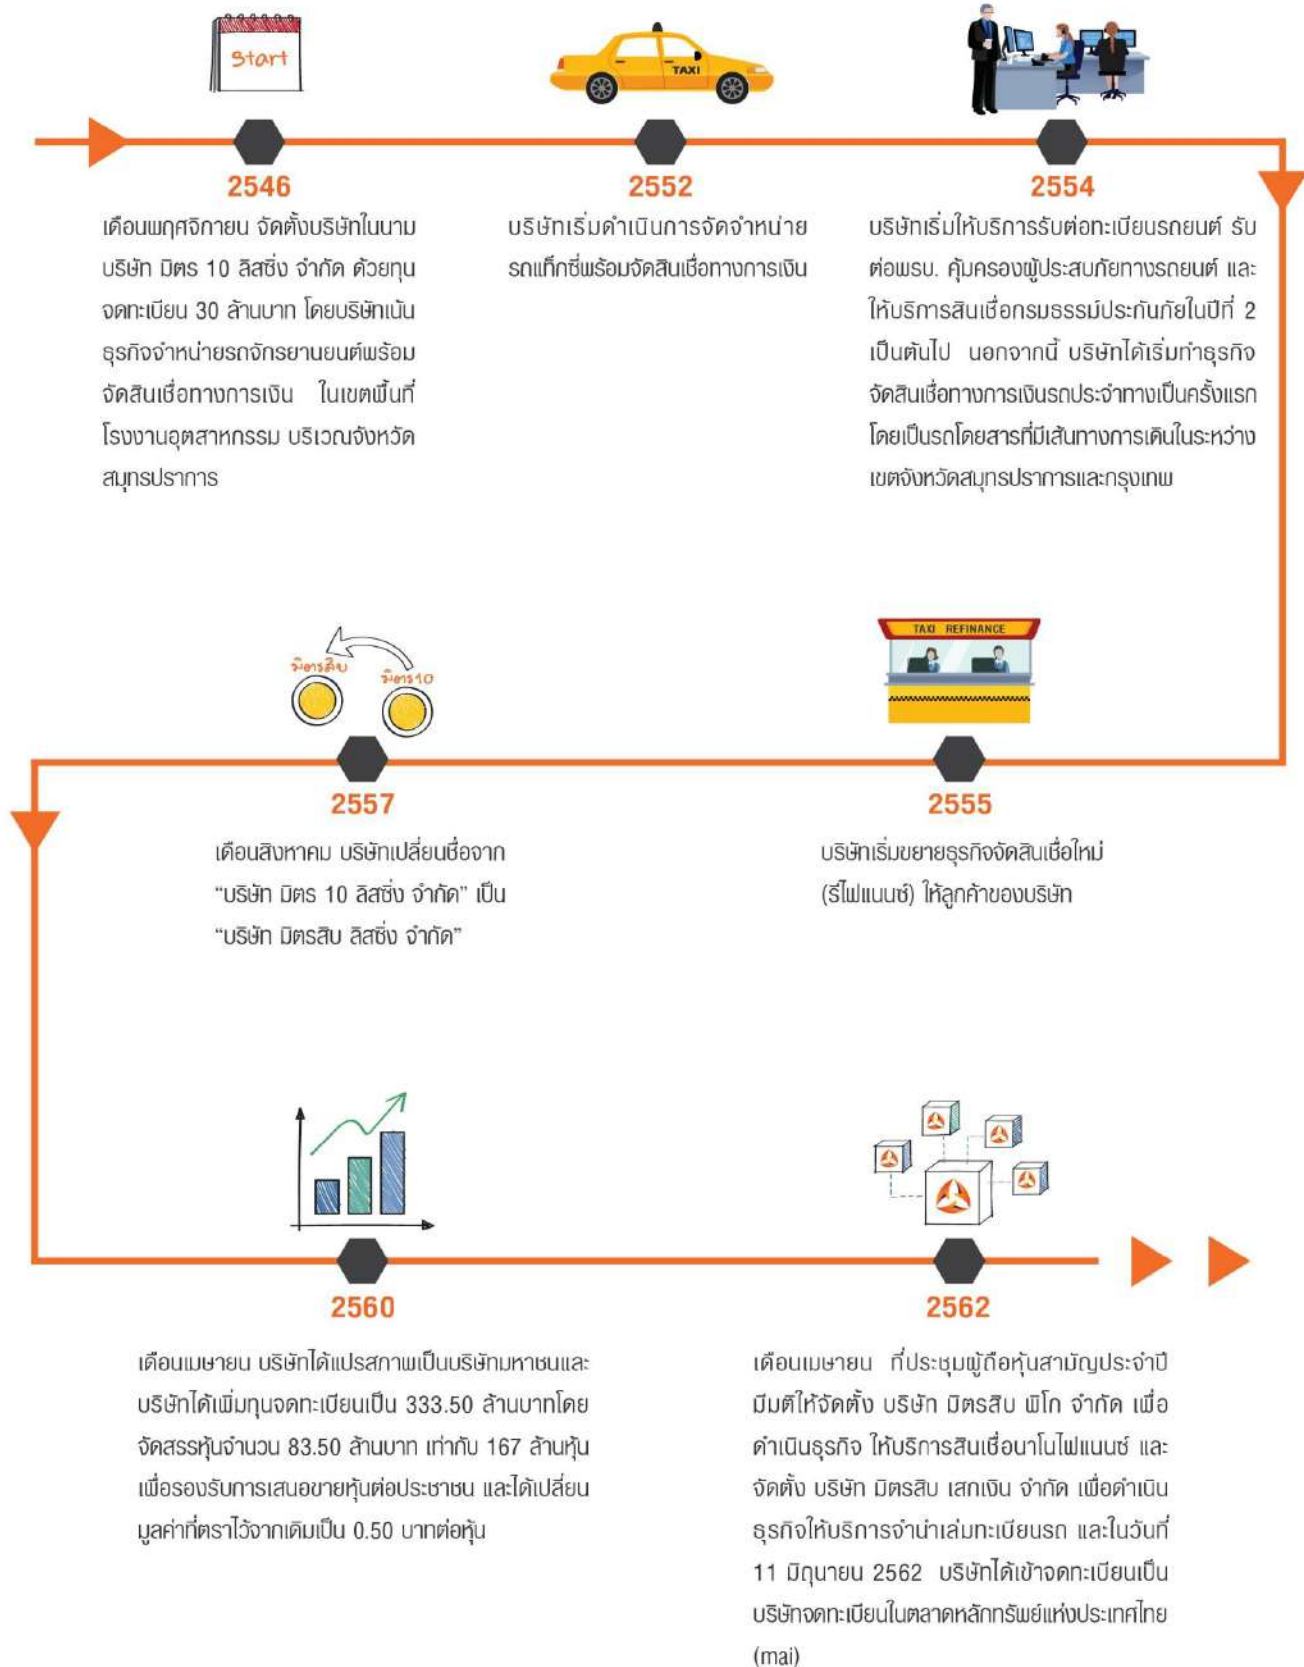 Start
TAXI
2546
เดือนพฤศจิกายน จัดตั้งบริษัทในนาม
บริษัท มิตร 10 ลิสซิ่ง จำกัด ด้วยทุน
จดทะเบียน 30 ล้านบาท โดยบริษัทเน้น
ธุรกิจจำหน่ายรถจักรยานยนต์พร้อม
จัดสินเชื่อทางการเงิน ในเขตพื้นที่
โรงงานอุตสาหกรรม บริเวณจังหวัด
สมุทรปราการ
2552
บริษัทเริ่มดำเนินการจัดจำหน่าย
รถแท็กซี่พร้อมจัดสินเชื่อทางการเงิน
2554
บริษัทเริ่มให้บริการรับต่อทะเบียนรถยนต์ รับ
ต่อพรบ. คุ้มครองผู้ประสบภัยทางรถยนต์ และ
ให้บริการสินเชื่อกรมธรรม์ประกันภัยในปีที่ 2
เป็นต้นไป นอกจากนี้ บริษัทได้เริ่มทำธุรกิจ
จัดสินเชื่อทางการเงินรถประจำทางเป็นครั้งแรก
โดยเป็นรถโดยสารที่มีเส้นทางการเดินในระหว่าง
เขตจังหวัดสมุทรปราการและกรุงเทพ
TAXI REFINANCE
2555
บริษัทเริ่มขยายธุรกิจจัดสินเชื่อใหม่
(รีไฟแนนซ์) ให้ลูกค้าของบริษัท
มิตรสิบ
มิตร10
2557
เดือนสิงหาคม บริษัทเปลี่ยนชื่อจาก
“บริษัท มิตร 10 ลิสซิ่ง จำกัด” เป็น
“บริษัท มิตรสิบ ลิสซิ่ง จำกัด”
2560
เดือนเมษายน บริษัทได้แปรสภาพเป็นบริษัทมหาชนและ
บริษัทได้เพิ่มทุนจดทะเบียนเป็น 333.50 ล้านบาทโดย
จัดสรรหุ้นจำนวน 83.50 ล้านบาท เท่ากับ 167 ล้านหุ้น
เพื่อรองรับการเสนอขายหุ้นต่อประชาชน และได้เปลี่ยน
มูลค่าที่ตราไว้จากเดิมเป็น 0.50 บาทต่อหุ้น
2562
เดือนเมษายน ที่ประชุมผู้ถือหุ้นสามัญประจำปี
มีมติให้จัดตั้ง บริษัท มิตรสิบ พิโก จำกัด เพื่อ
ดำเนินธุรกิจ ให้บริการสินเชื่อนาโนไฟแนนซ์ และ
จัดตั้ง บริษัท มิตรสิบ เสกเงิน จำกัด เพื่อดำเนิน
ธุรกิจให้บริการจำนำเล่มทะเบียนรถ และในวันที่
11 มิถุนายน 2562 บริษัทได้เข้าจดทะเบียนเป็น
บริษัทจดทะเบียนในตลาดหลักทรัพย์แห่งประเทศไทย
(mai)